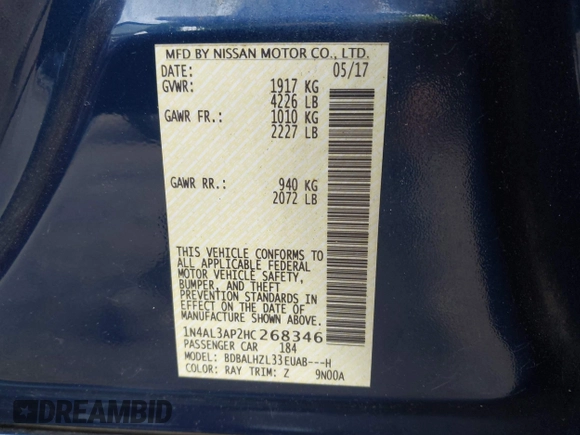 MFD BY NISSAN MOTOR CO., LTD.
DATE: 05/17
GVWR: 1917 KG
4226 LB
GAWR FR.: 1010 KG
2227 LB
GAWR RR.: 940 KG
2072 LB
THIS VEHICLE CONFORMS TO
ALL APPLICABLE FEDERAL
MOTOR VEHICLE SAFETY,
BUMPER, AND THEFT
PREVENTION STANDARDS IN
EFFECT ON THE DATE OF
MANUFACTURE SHOWN ABOVE.
1N4AL3AP2HC268346
PASSENGER CAR 184
MODEL: BDBALHZL33EUAB---H
COLOR: RAY TRIM: Z 9N00A
DREAMBID